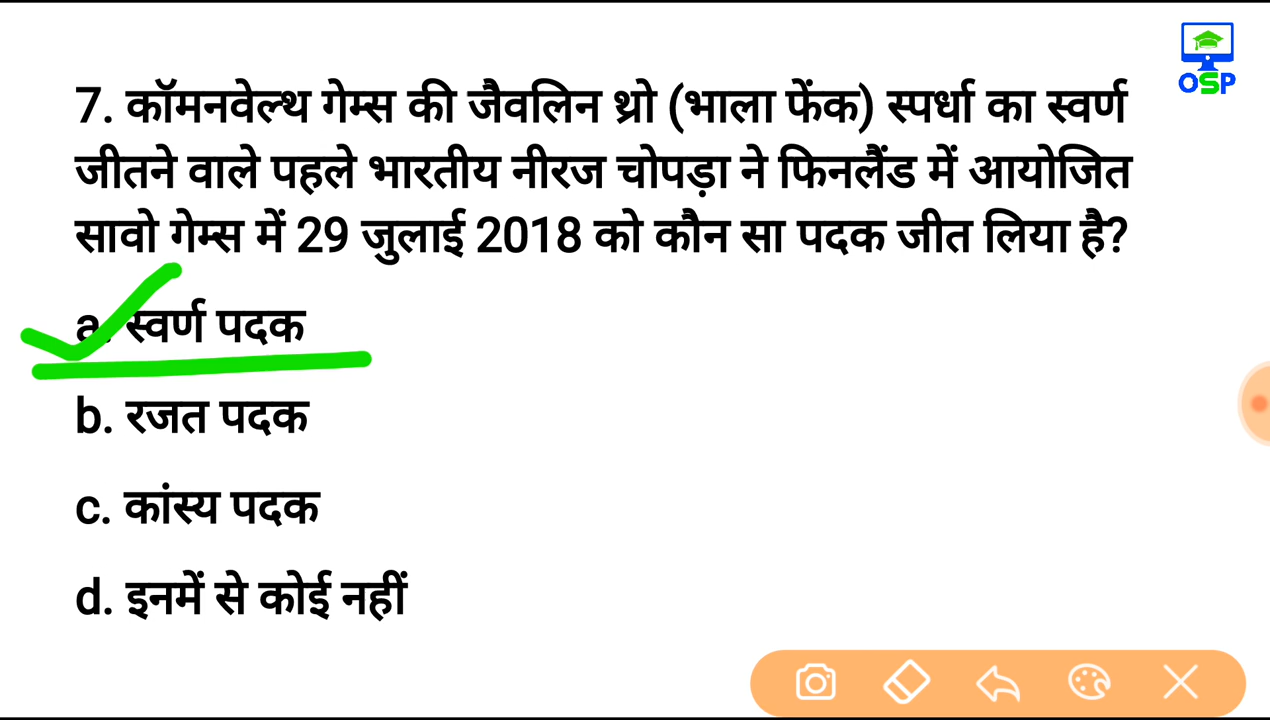 OSP
7. कॉमनवेल्थ गेम्स की जैवलिन थ्रो (भाला फेंक) स्पर्धा का स्वर्ण
जीतने वाले पहले भारतीय नीरज चोपड़ा ने फिनलैंड में आयोजित
सावो गेम्स में 29 जुलाई 2018 को कौन सा पदक जीत लिया है?
a. स्वर्ण पदक
b. रजत पदक
c. कांस्य पदक
d. इनमें से कोई नहीं